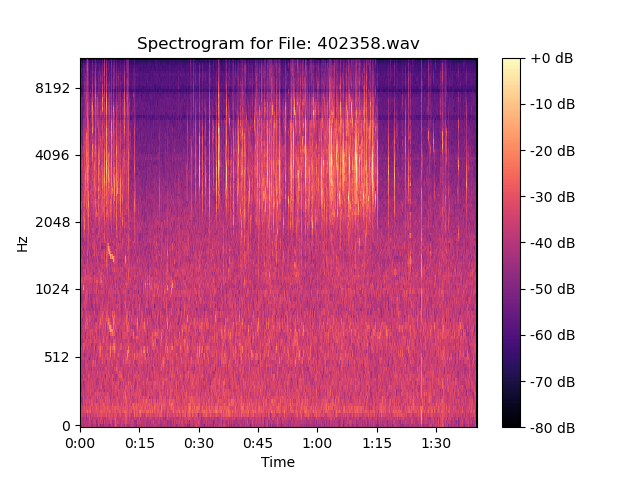 Spectrogram for File: 402358.wav
Hz
8192
4096
2048
1024
512
0
0:00 0:15 0:30 0:45 1:00 1:15 1:30
Time
+0 dB
-10 dB
-20 dB
-30 dB
-40 dB
-50 dB
-60 dB
-70 dB
-80 dB